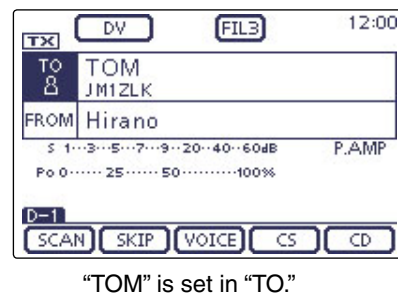 DV FIL3 12:00
TX
TO TOM
JM1ZLK
FROM Hirano
S 1···3···5···7···9··20··40··60dB P.AMP
Po 0······ 25 ······ 50 ··········100%
D-1
SCAN SKIP VOICE CS CD
“TOM” is set in “TO.”